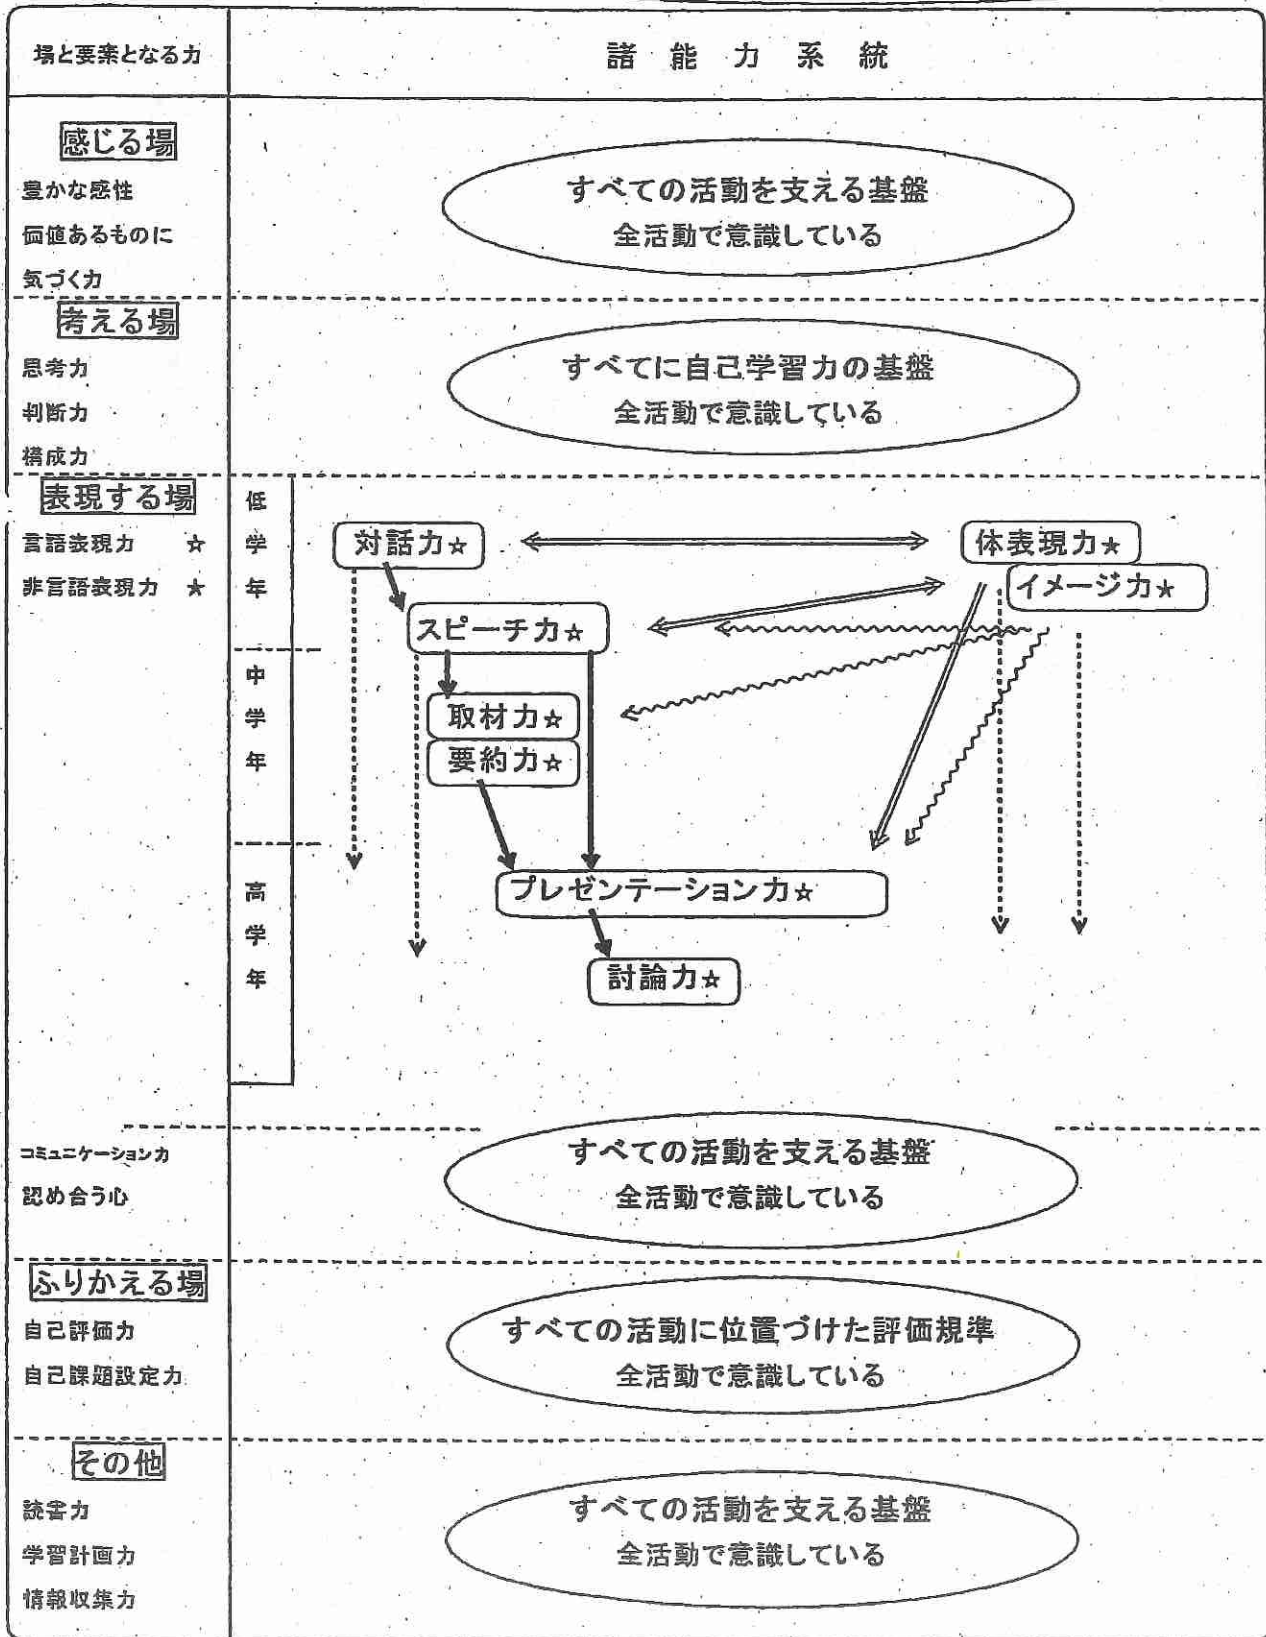 場と要素となる力
諸能力系統
感じる場
豊かな感性
価値あるものに
気づく力
すべての活動を支える基盤
全活動で意識している
考える場
思考力
判断力
構成力
すべてに自己学習力の基盤
全活動で意識している
表現する場
言語表現力 ☆
非言語表現力 ★
低学年
対話力☆
体表現力★
イメージ力★
スピーチ力☆
中学年
取材力☆
要約力☆
高学年
プレゼンテーション力☆
討論力☆
コミュニケーション力
認め合う心
すべての活動を支える基盤
全活動で意識している
ふりかえる場
自己評価力
自己課題設定力
すべての活動に位置づけた評価規準
全活動で意識している
その他
読書力
学習計画力
情報収集力
すべての活動を支える基盤
全活動で意識している